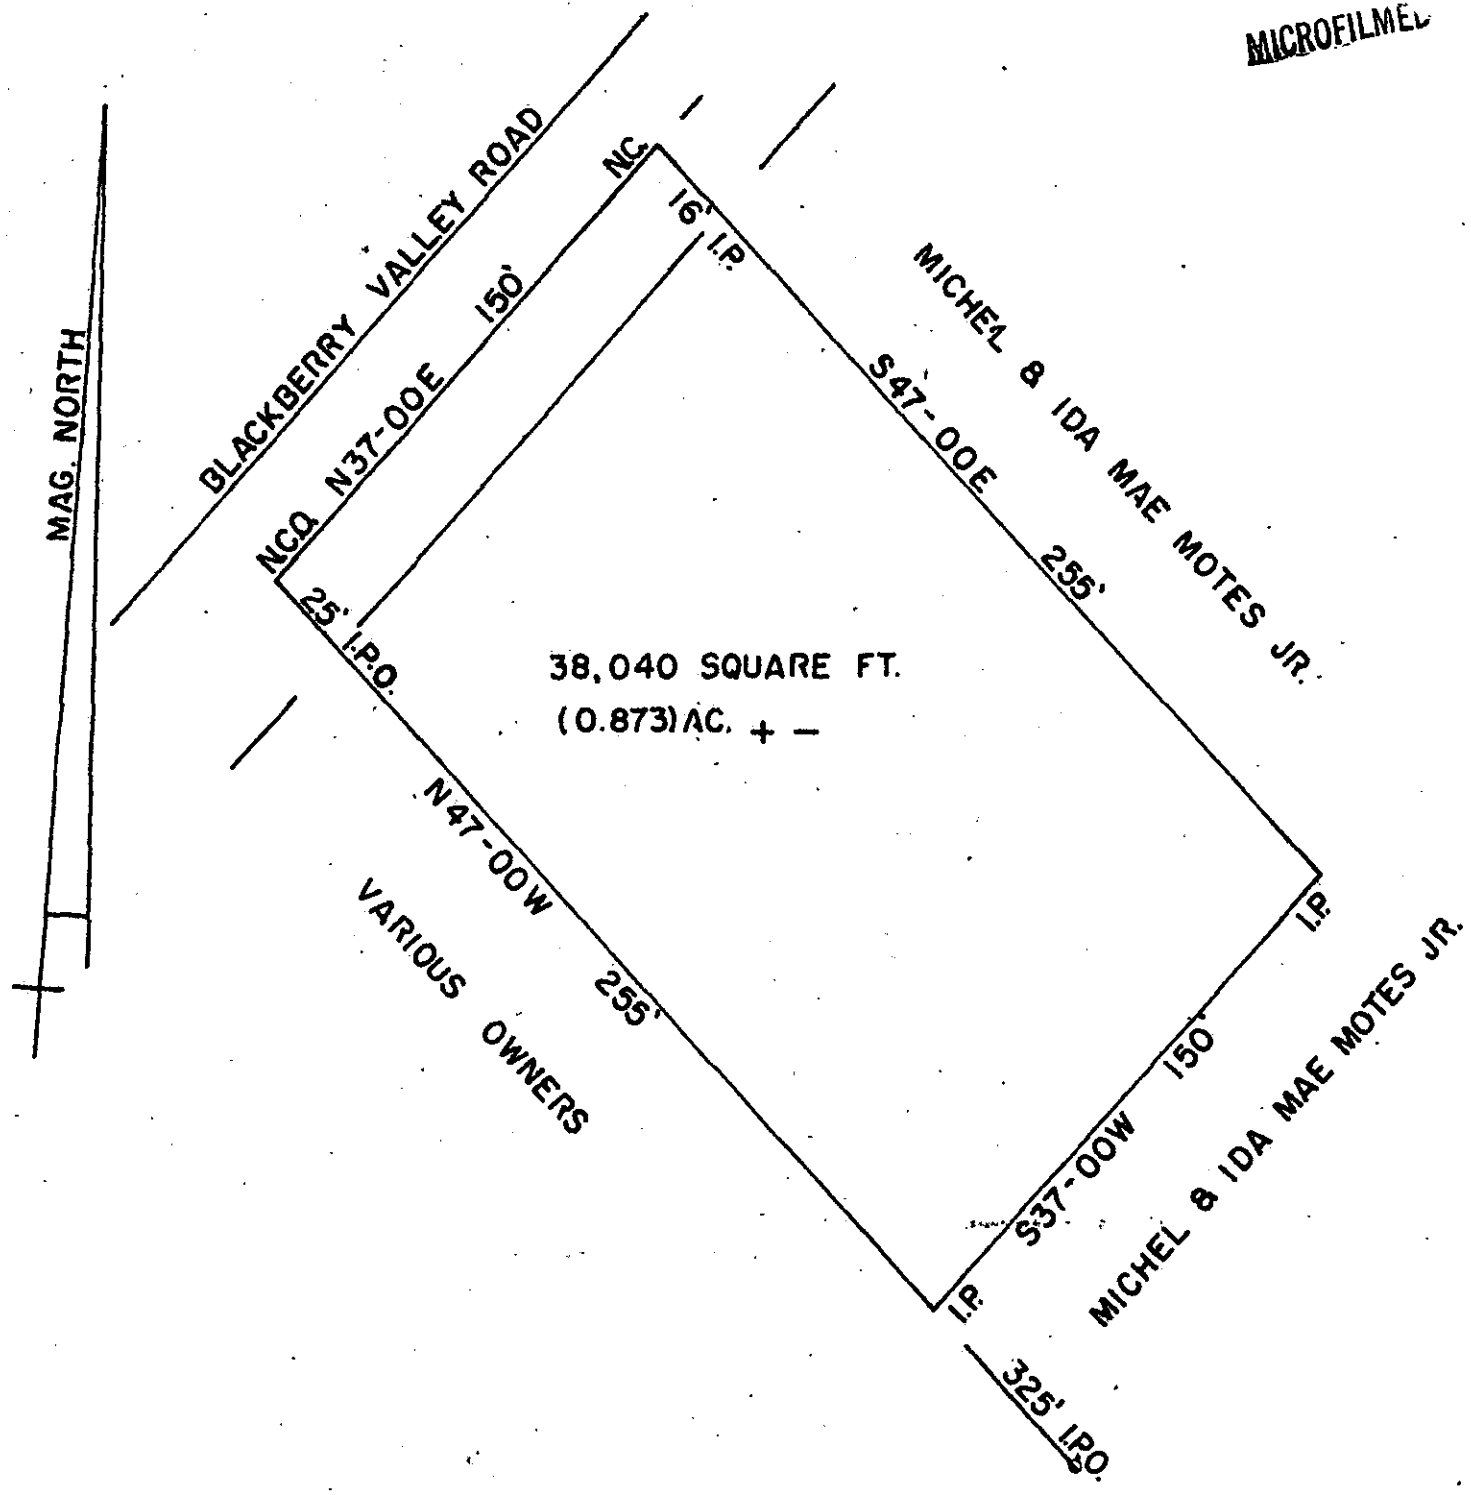 MICROFILMED
MAG. NORTH
BLACKBERRY VALLEY ROAD
N.C.
16' I.P.
N37-00E 150'
N.C.O.
25' I.P.O.
MICHEL & IDA MAE MOTES JR.
S47-00E 255'
38,040 SQUARE FT.
(0.873) AC. + -
N47-00W 255'
VARIOUS OWNERS
I.P.
S37-00W 150'
MICHEL & IDA MAE MOTES JR.
I.P.
325' I.P.O.